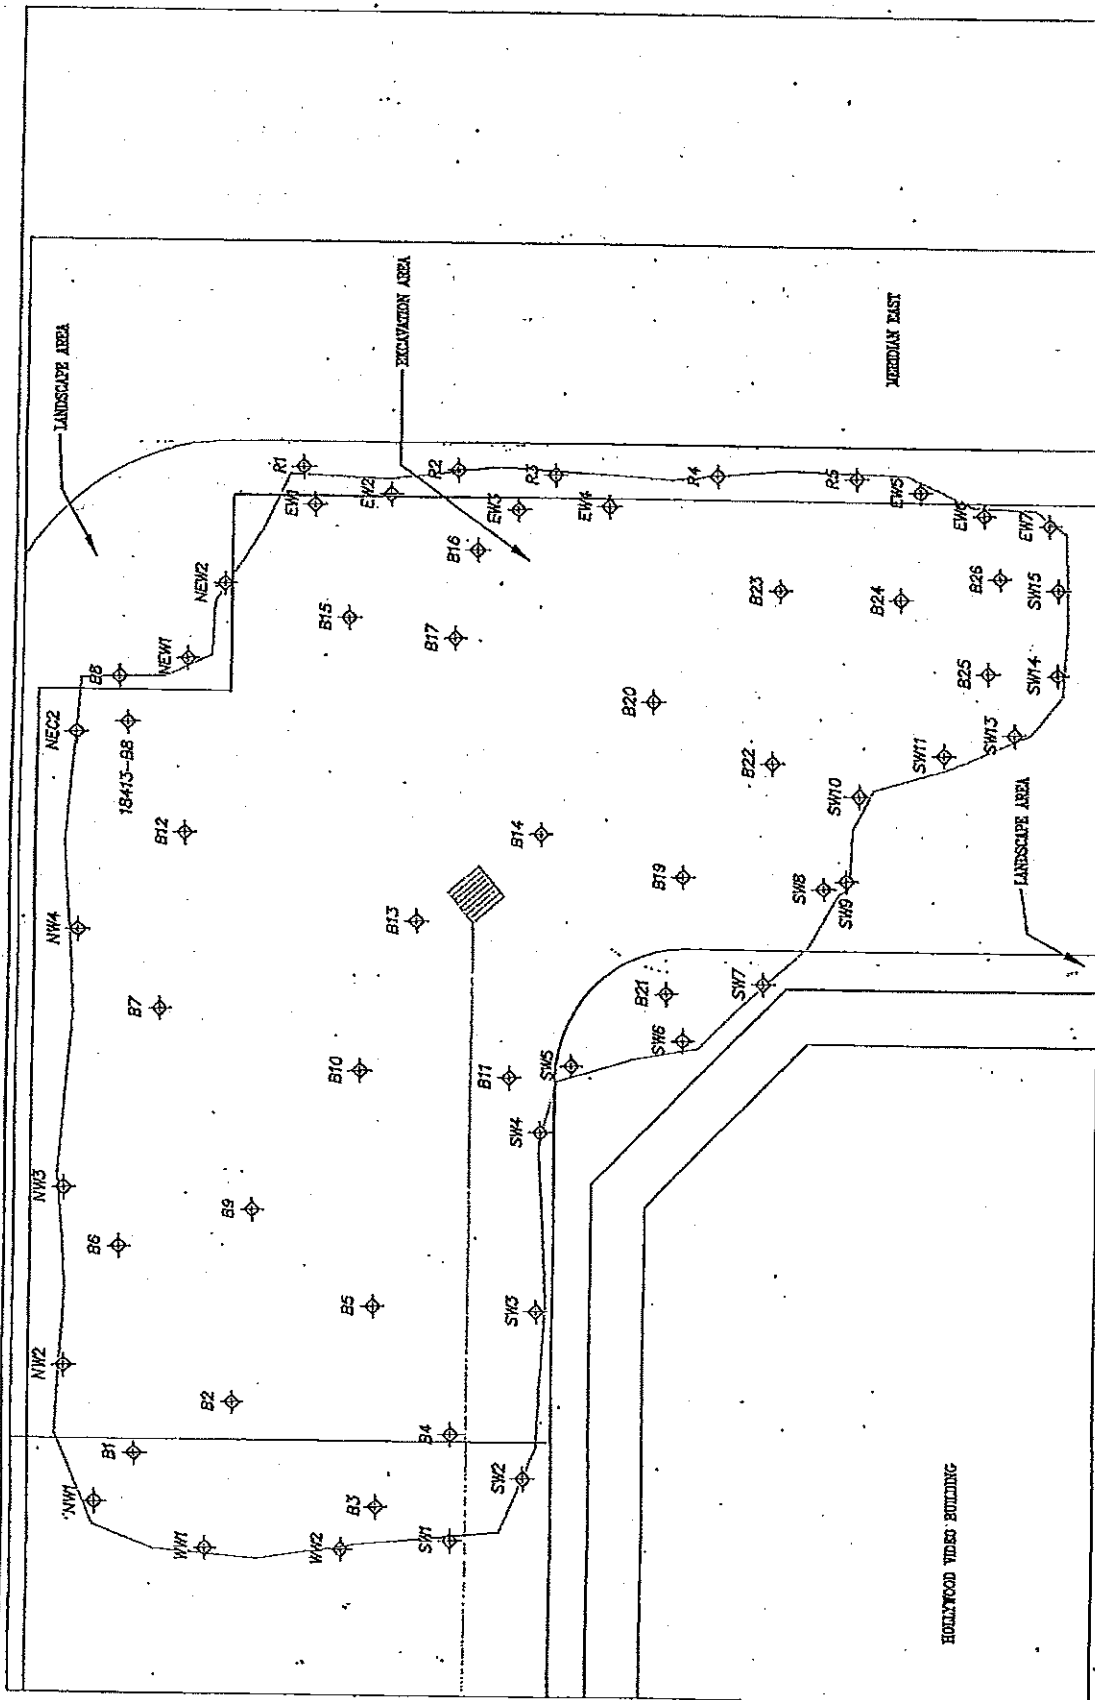 LANDSCAPE AREA
EXCAVATION AREA
MERIDIAN EAST
NEC2
B8
NEW1
NEW2
R1
EW1
EW2
R2
R3
EW3
EW4
R4
R5
EW5
EW6
EW7
18413-B8
B12
B15
B16
B17
B20
B23
B24
B26
SW15
B25
SW14
SW13
SW11
B22
SW10
NW4
B7
B13
B14
B19
SW8
SW9
LANDSCAPE AREA
B10
B11
B21
SW7
SW6
SW5
SW4
NW3
B6
B9
B5
SW3
NW2
B2
B1
B4
NW1
WW1
WW2
B3
SW1
SW2
HOLLYWOOD VIDEO BUILDING